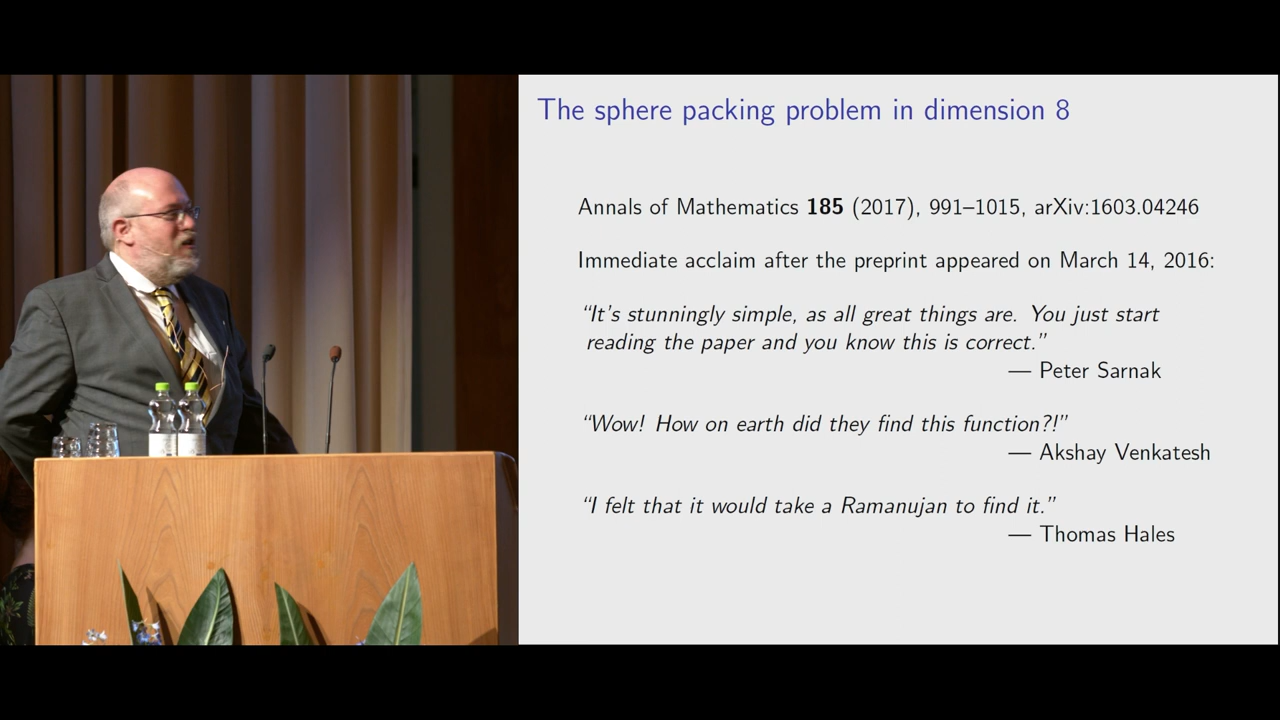 The sphere packing problem in dimension 8
Annals of Mathematics 185 (2017), 991–1015, arXiv:1603.04246
Immediate acclaim after the preprint appeared on March 14, 2016:
“It’s stunningly simple, as all great things are. You just start
reading the paper and you know this is correct.”
— Peter Sarnak
“Wow! How on earth did they find this function?!”
— Akshay Venkatesh
“I felt that it would take a Ramanujan to find it.”
— Thomas Hales